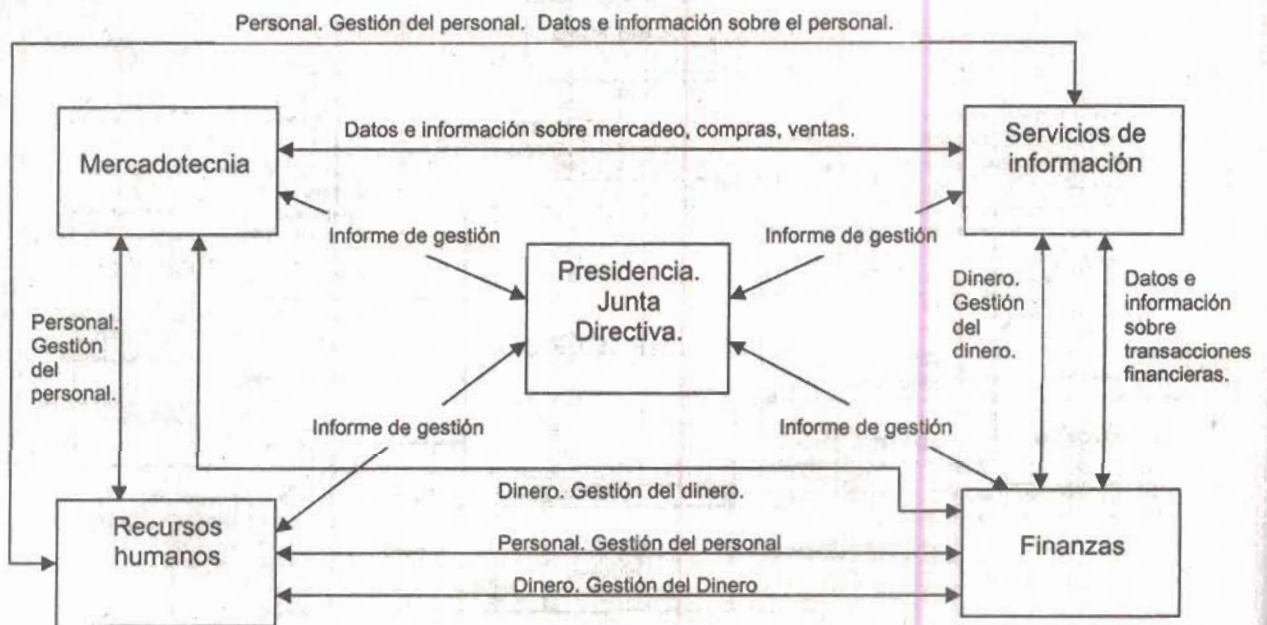 Personal. Gestión del personal. Datos e información sobre el personal.
Mercadotecnia
Datos e información sobre mercadeo, compras, ventas.
Servicios de
información
Informe de gestión
Informe de gestión
Presidencia.
Junta
Directiva.
Personal.
Gestión
del
personal.
Dinero.
Gestión
del
dinero.
Datos e
información
sobre
transacciones
financieras.
Informe de gestión
Informe de gestión
Dinero. Gestión del dinero.
Recursos
humanos
Personal. Gestión del personal
Dinero. Gestión del Dinero
Finanzas